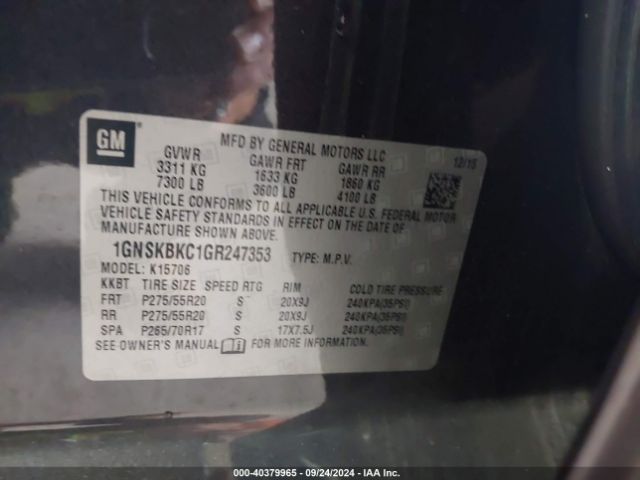 GM
MFD BY GENERAL MOTORS LLC
12/15
GVWR GAWR FRT GAWR RR
3311 KG 1633 KG 1860 KG
7300 LB 3600 LB 4100 LB
THIS VEHICLE CONFORMS TO ALL APPLICABLE U.S. FEDERAL MOTOR
VEHICLE SAFETY STANDARDS IN EFFECT ON THE DATE OF
MANUFACTURE SHOWN ABOVE.
1GNSKBKC1GR247353 TYPE: M.P.V.
MODEL: K15706
KKBT TIRE SIZE SPEED RTG RIM COLD TIRE PRESSURE
FRT P275/55R20 S 20X9J 240KPA(35PSI)
RR P275/55R20 S 20X9J 240KPA(35PSI)
SPA P265/70R17 S 17X7.5J 240KPA(35PSI)
SEE OWNER'S MANUAL FOR MORE INFORMATION.
000-40379965 - 09/24/2024 - IAA Inc.